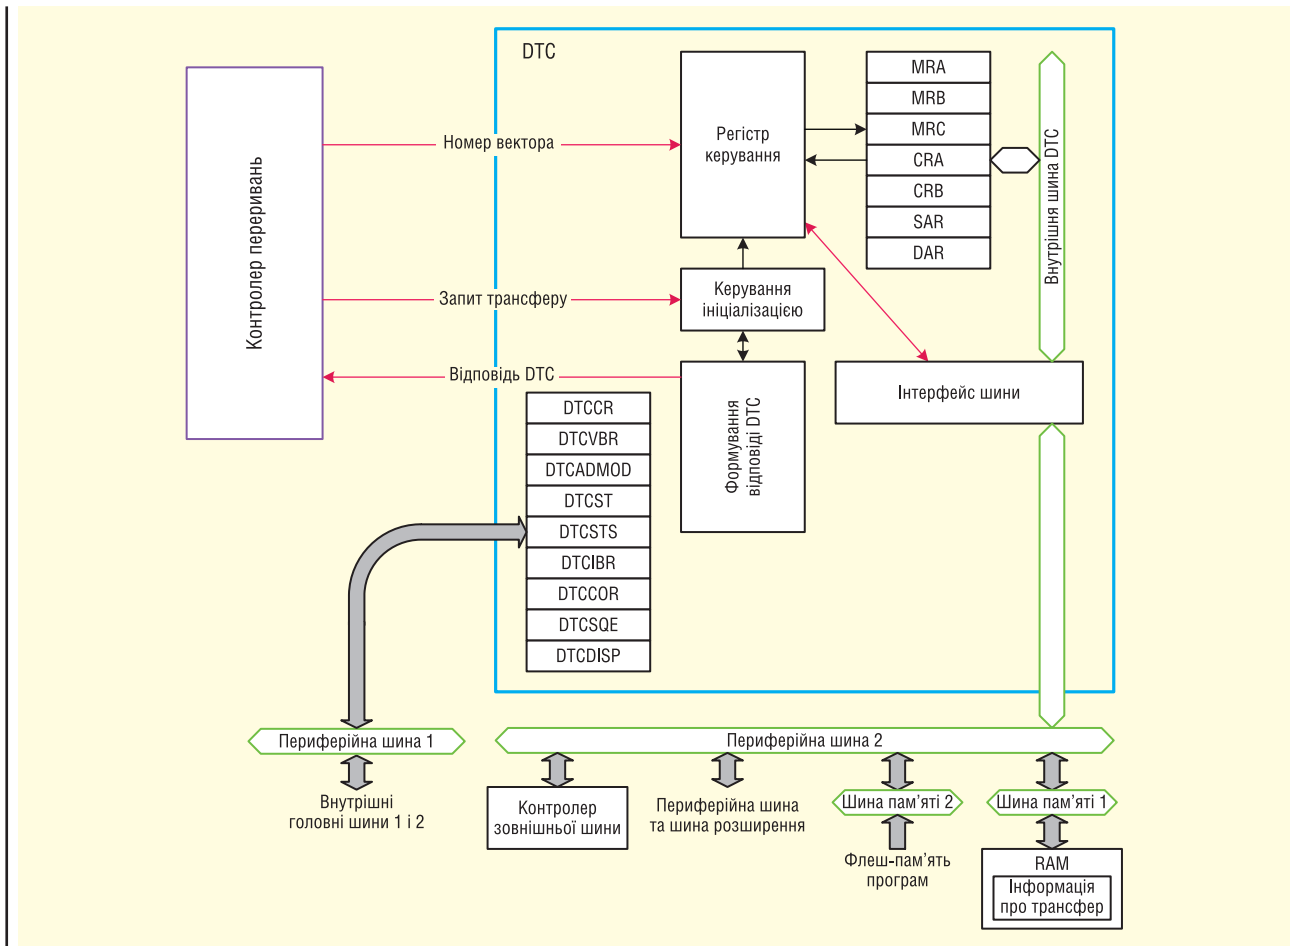 DTC
Контролер переривань
Номер вектора
Запит трансферу
Відповідь DTC
Регістр
керування
Керування
ініціалізацією
Формування
відповіді DTC
MRA
MRB
MRC
CRA
CRB
SAR
DAR
Внутрішня шина DTC
Інтерфейс шини
DTCCR
DTCVBR
DTCADMOD
DTCST
DTCSTS
DTCIBR
DTCCOR
DTCSQE
DTCDISP
Периферійна шина 1
Периферійна шина 2
Внутрішні
головні шини 1 і 2
Контролер
зовнішньої шини
Периферійна шина
та шина розширення
Шина пам’яті 2
Флеш-пам’ять
програм
Шина пам’яті 1
RAM
Інформація
про трансфер